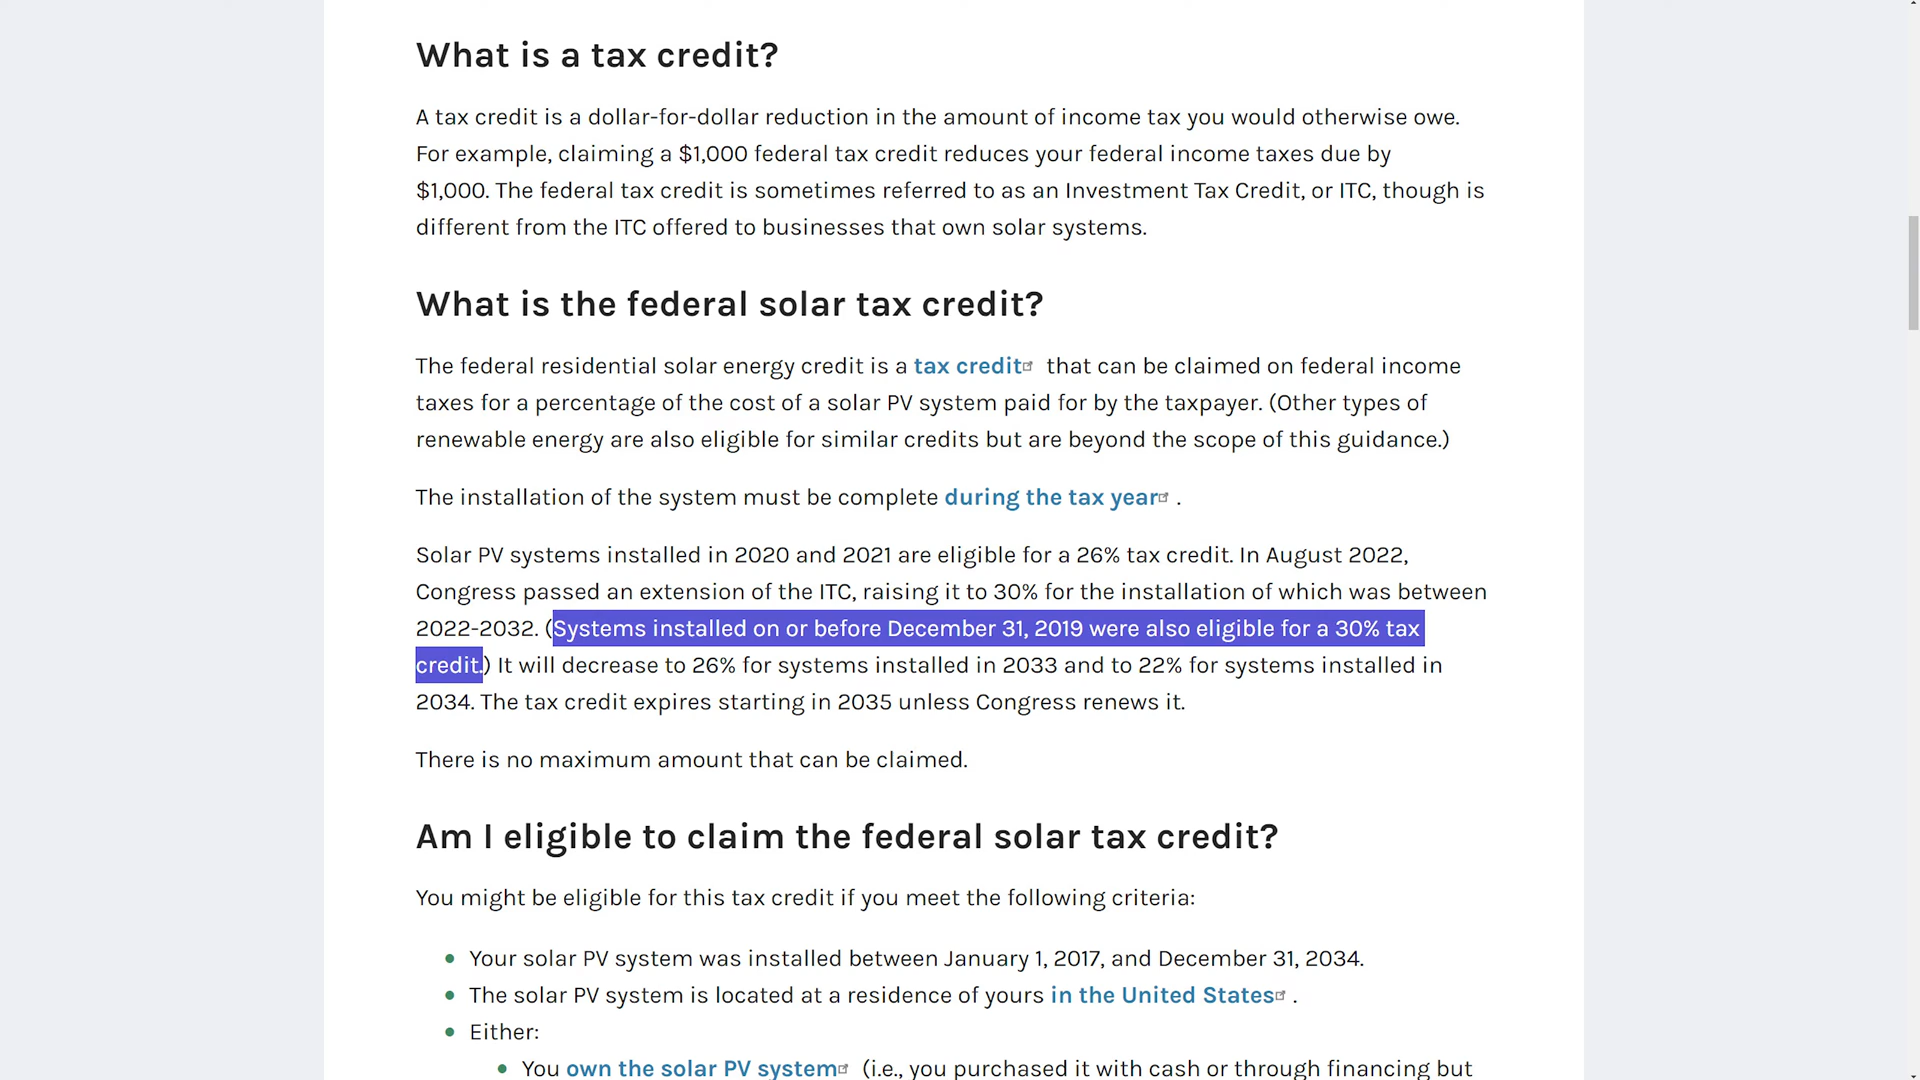 What is a tax credit?
A tax credit is a dollar-for-dollar reduction in the amount of income tax you would otherwise owe.
For example, claiming a $1,000 federal tax credit reduces your federal income taxes due by
$1,000. The federal tax credit is sometimes referred to as an Investment Tax Credit, or ITC, though is
different from the ITC offered to businesses that own solar systems.
What is the federal solar tax credit?
The federal residential solar energy credit is a tax credit that can be claimed on federal income
taxes for a percentage of the cost of a solar PV system paid for by the taxpayer. (Other types of
renewable energy are also eligible for similar credits but are beyond the scope of this guidance.)
The installation of the system must be complete during the tax year .
Solar PV systems installed in 2020 and 2021 are eligible for a 26% tax credit. In August 2022,
Congress passed an extension of the ITC, raising it to 30% for the installation of which was between
2022-2032. (Systems installed on or before December 31, 2019 were also eligible for a 30% tax
credit.) It will decrease to 26% for systems installed in 2033 and to 22% for systems installed in
2034. The tax credit expires starting in 2035 unless Congress renews it.
There is no maximum amount that can be claimed.
Am I eligible to claim the federal solar tax credit?
You might be eligible for this tax credit if you meet the following criteria:
• Your solar PV system was installed between January 1, 2017, and December 31, 2034.
• The solar PV system is located at a residence of yours in the United States .
• Either:
• You own the solar PV system (i.e., you purchased it with cash or through financing but